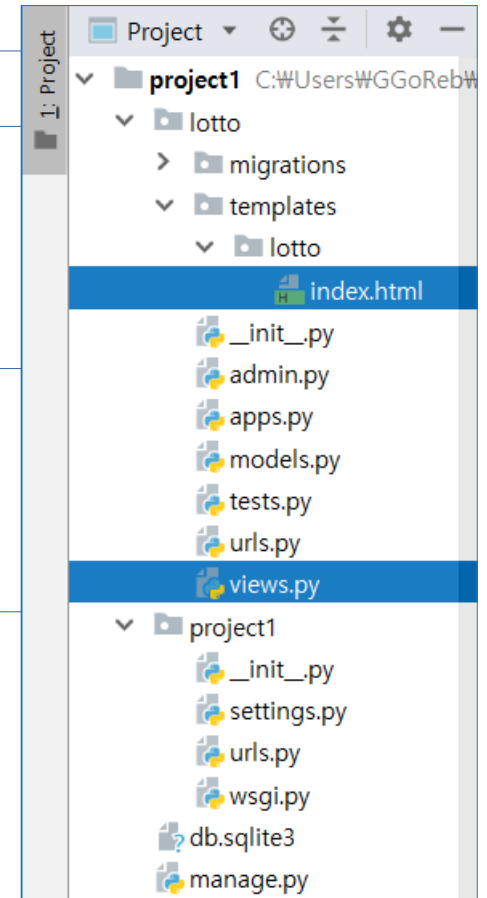 1: Project
Project
project1 C:₩Users₩GGoReb₩
lotto
migrations
templates
lotto
index.html
__init__.py
admin.py
apps.py
models.py
tests.py
urls.py
views.py
project1
__init__.py
settings.py
urls.py
wsgi.py
db.sqlite3
manage.py